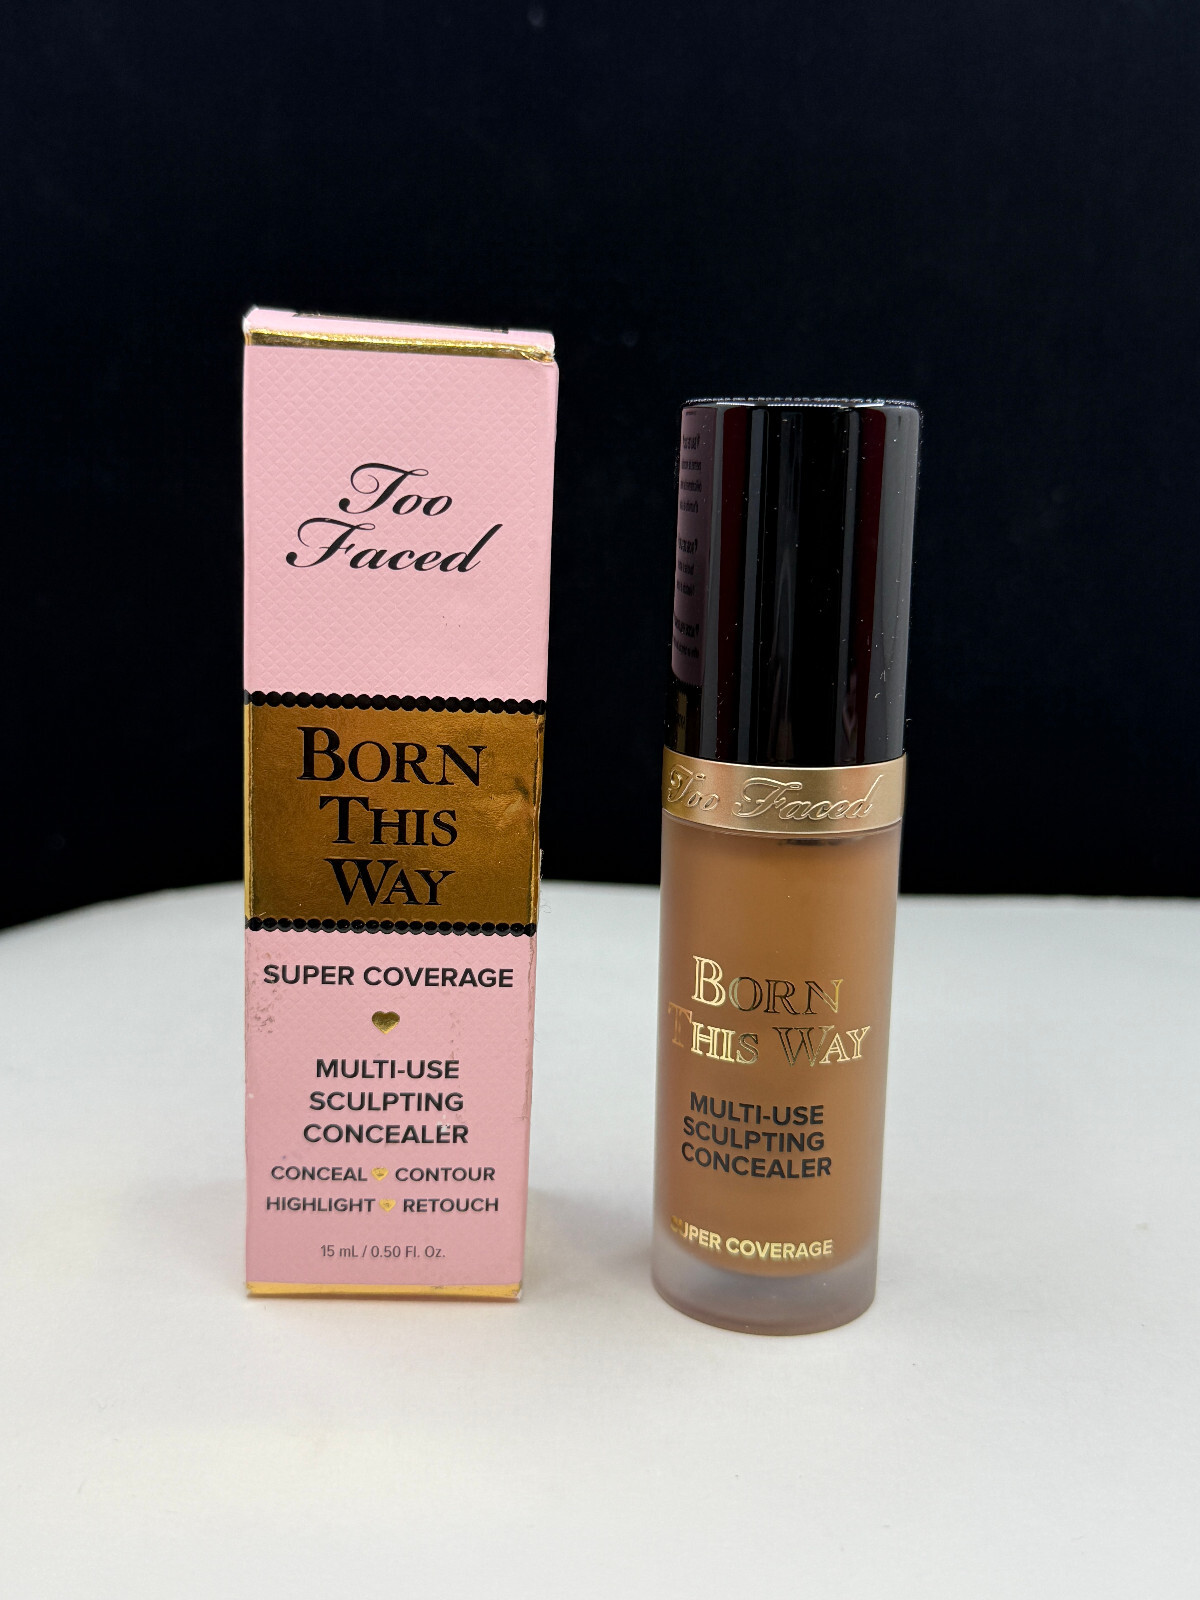 Too
Faced
BORN
THIS
WAY
SUPER COVERAGE
MULTI-USE
SCULPTING
CONCEALER
CONCEAL CONTOUR
HIGHLIGHT RETOUCH
15 mL / 0.50 Fl. Oz.
Too Faced
BORN
THIS WAY
MULTI-USE
SCULPTING
CONCEALER
SUPER COVERAGE